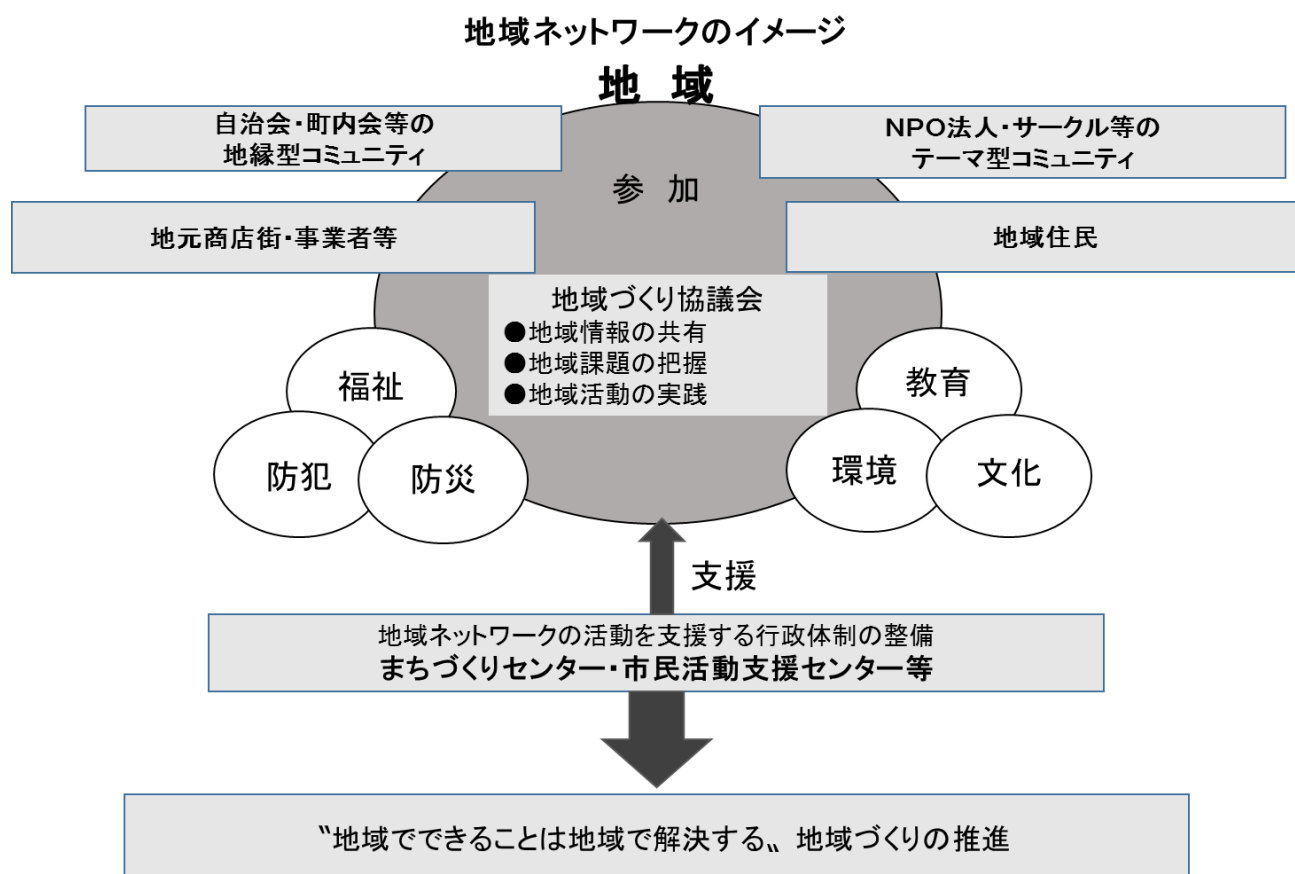 地域ネットワークのイメージ
地 域
自治会・町内会等の
地縁型コミュニティ
NPO法人・サークル等の
テーマ型コミュニティ
参 加
地元商店街・事業者等
地域住民
地域づくり協議会
●地域情報の共有
●地域課題の把握
●地域活動の実践
福祉
防犯
防災
教育
環境
文化
支援
地域ネットワークの活動を支援する行政体制の整備
まちづくりセンター・市民活動支援センター等
〝地域でできることは地域で解決する〟地域づくりの推進